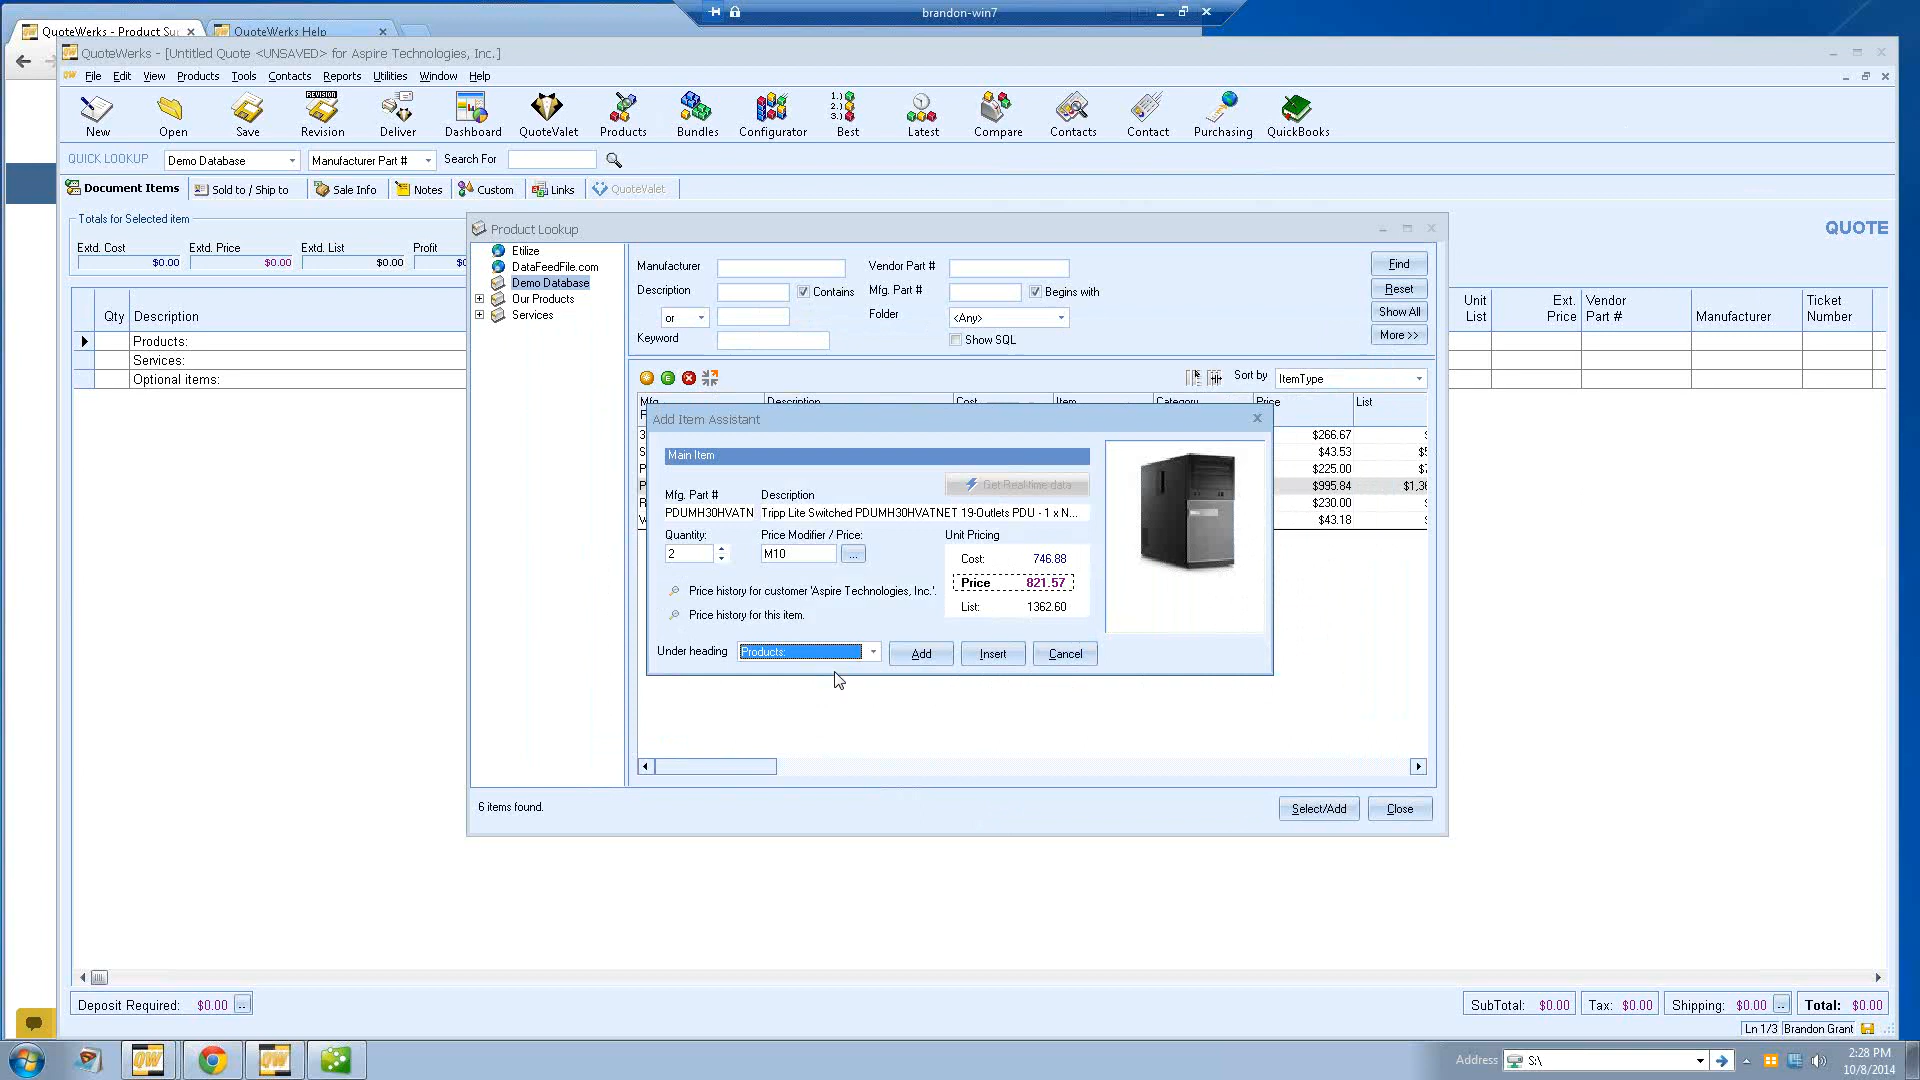 brandon-win7
QuoteWerks - Product Su
QuoteWerks Help
QuoteWerks - [Untitled Quote <UNSAVED> for Aspire Technologies, Inc.]
File Edit View Products Tools Contacts Reports Utilities Window Help
REVISION
1.)
2.)
3.)
New Open Save Revision Deliver Dashboard QuoteValet Products Bundles Configurator Best Latest Compare Contacts Contact Purchasing QuickBooks
QUICK LOOKUP Demo Database Manufacturer Part # Search For
Document Items Sold to / Ship to Sale Info Notes Custom Links QuoteValet
Totals for Selected item
QUOTE
Extd. Cost Extd. Price Extd. List Profit
$0.00 $0.00 $0.00
Qty Description
Unit List Ext. Price Vendor Part # Manufacturer Ticket Number
Products:
Services:
Optional items:
Product Lookup
Etilize
DataFeedFile.com
Demo Database
Our Products
Services
Manufacturer Vendor Part # Find
Description Contains Mfg. Part # Begins with Reset
or Folder <Any> Show All
Keyword Show SQL More >>
Sort by ItemType
Mfg. Description Cost Item Category Price List
$266.67
$43.53
$225.00
$995.84
$230.00
$43.18
Add Item Assistant
Main Item
Get Real-time data
Mfg. Part # Description
PDUMH30HVATN Tripp Lite Switched PDUMH30HVATNET 19-Outlets PDU - 1 x N...
Quantity: Price Modifier / Price: Unit Pricing
2 M10 ... Cost: 746.88
Price 821.57
Price history for customer 'Aspire Technologies, Inc.'.
List: 1362.60
Price history for this item.
Under heading Products: Add Insert Cancel
6 items found.
Select/Add Close
Deposit Required: $0.00 ..
SubTotal: $0.00 Tax: $0.00 Shipping: $0.00 .. Total: $0.00
Ln 1/3 Brandon Grant
Address S:\
2:28 PM
10/8/2014